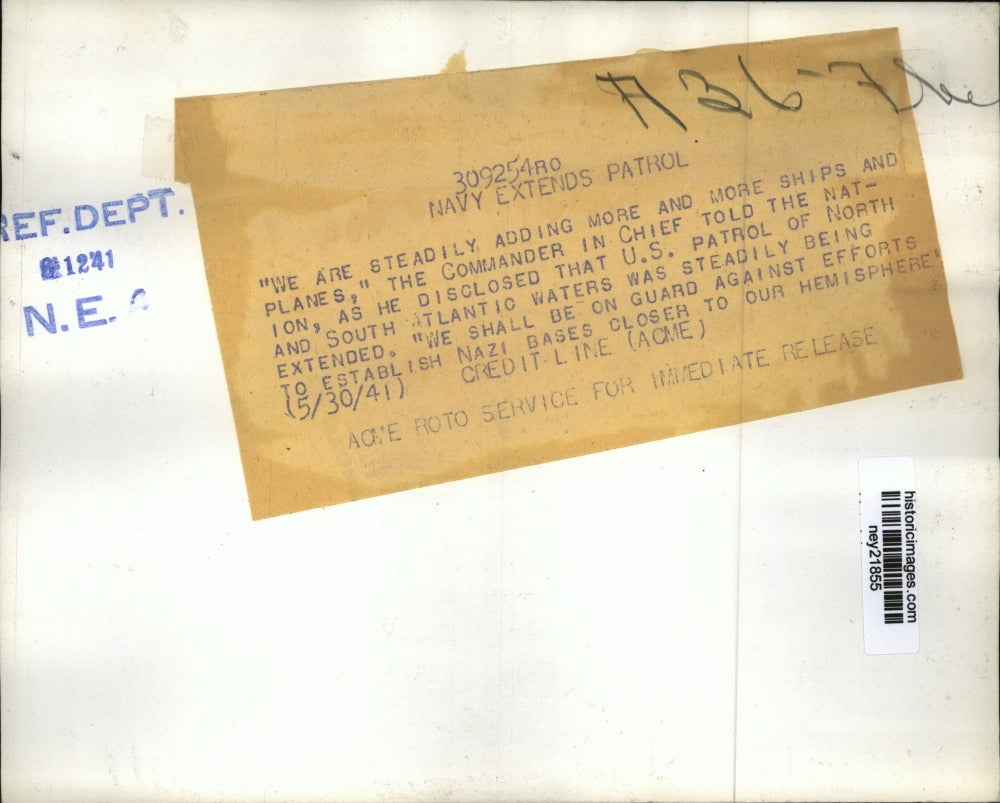 309254RO
NAVY EXTENDS PATROL
"WE ARE STEADILY ADDING MORE AND MORE SHIPS AND
PLANES," THE COMMANDER IN CHIEF TOLD THE NAT-
ION, AS HE DISCLOSED THAT U.S. PATROL OF NORTH
AND SOUTH ATLANTIC WATERS WAS STEADILY BEING
EXTENDED. "WE SHALL BE ON GUARD AGAINST EFFORTS
TO ESTABLISH NAZI BASES CLOSER TO OUR HEMISPHERE"
(5/30/41) CREDIT-LINE (ACME)
ACME ROTO SERVICE FOR IMMEDIATE RELEASE
REF. DEPT.
12'41
N.E.A
historicimages.com
ney21855